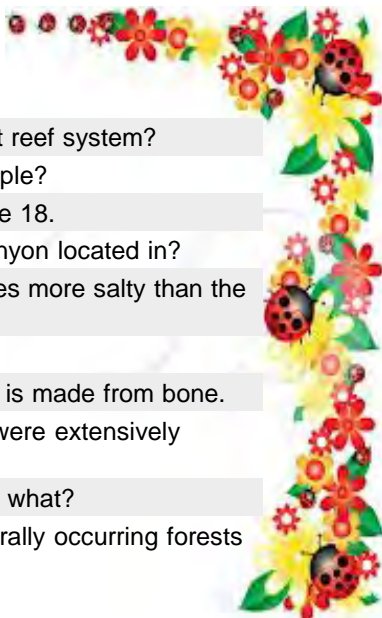 t reef system?
ple?
e 18.
nyon located in?
es more salty than the
is made from bone.
were extensively
what?
rally occurring forests